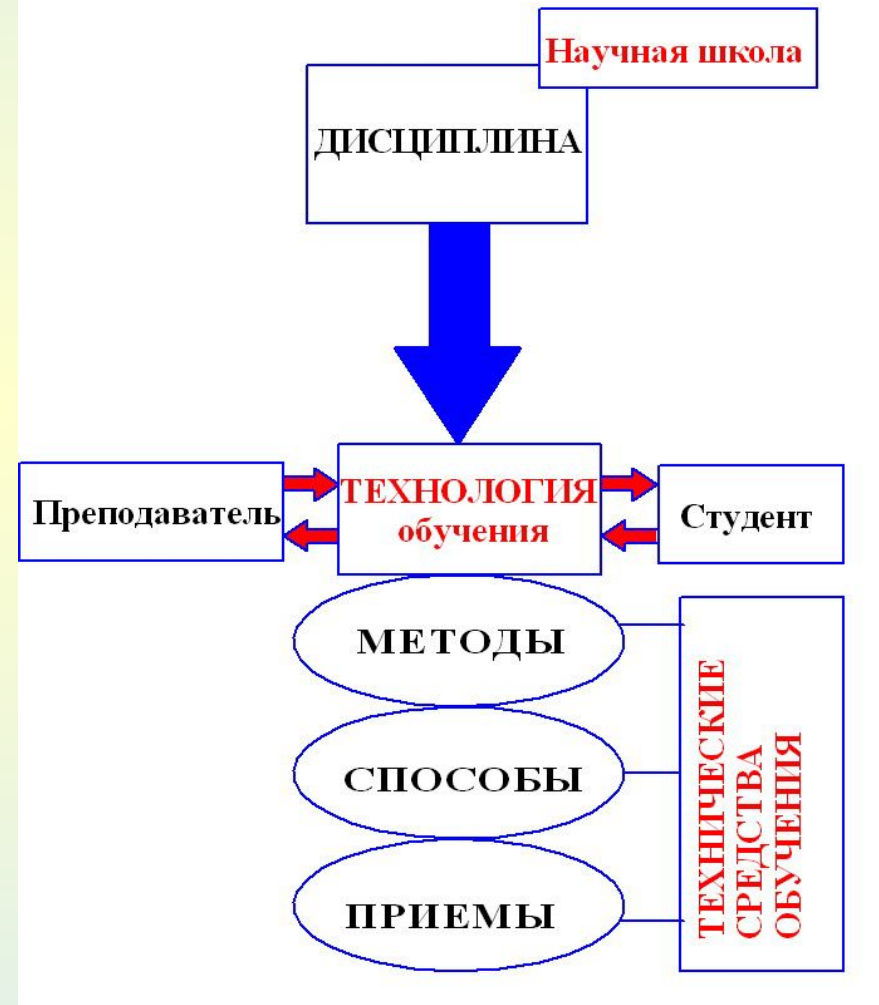 Научная школа
ДИСЦИПЛИНА
Преподаватель
ТЕХНОЛОГИЯ
обучения
Студент
МЕТОДЫ
СПОСОБЫ
ПРИЕМЫ
ТЕХНИЧЕСКИЕ
СРЕДСТВА
ОБУЧЕНИЯ